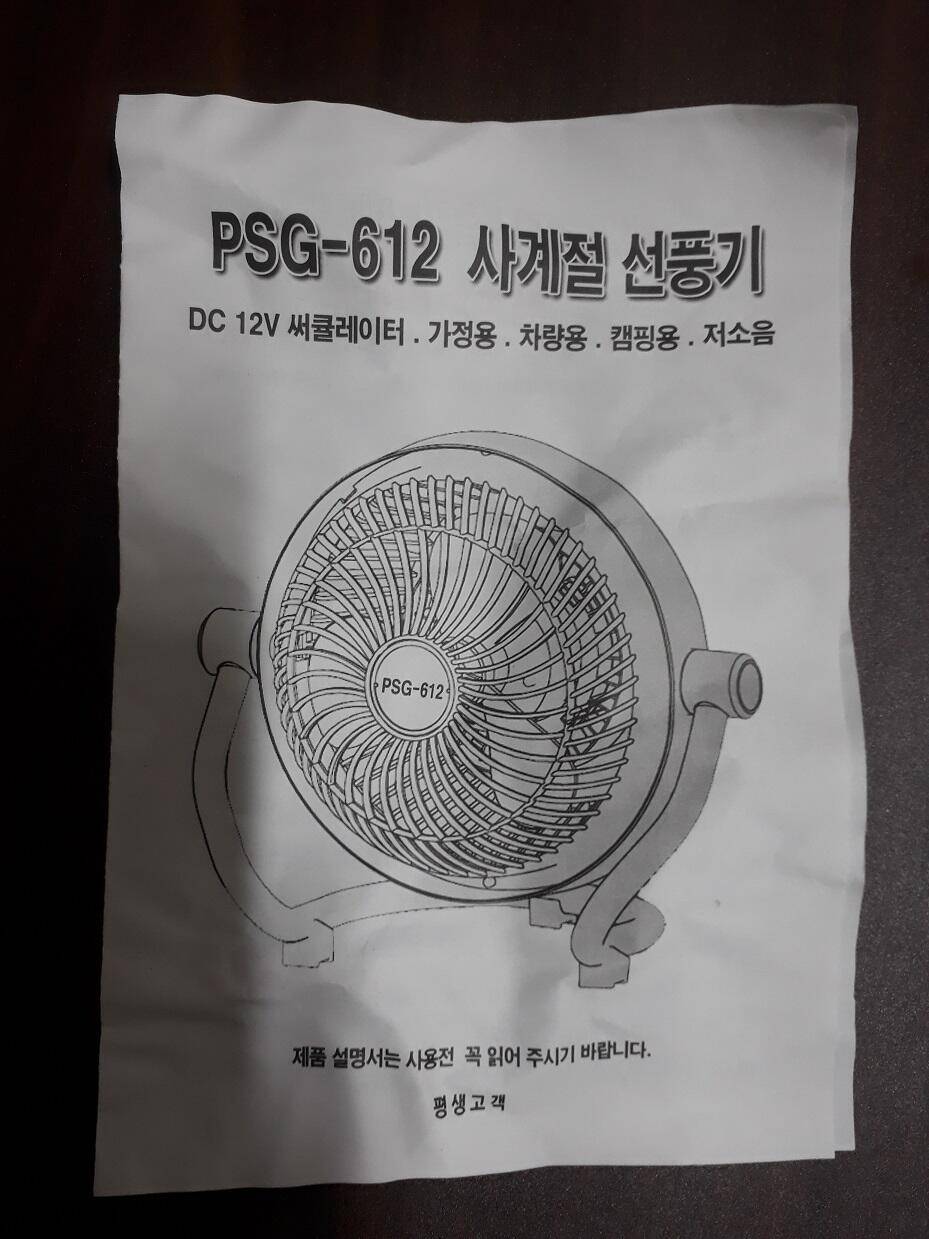 PSG-612 사계절 선풍기
DC 12V 써큘레이터 . 가정용 . 차량용 . 캠핑용 . 저소음
PSG-612
제품 설명서는 사용전 꼭 읽어 주시기 바랍니다.
평생고객